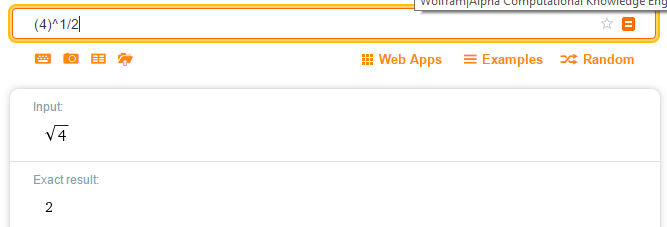 Wolfram|Alpha Computational Knowledge Eng
(4)^1/2
Web Apps Examples Random
Input:
√4
Exact result:
2